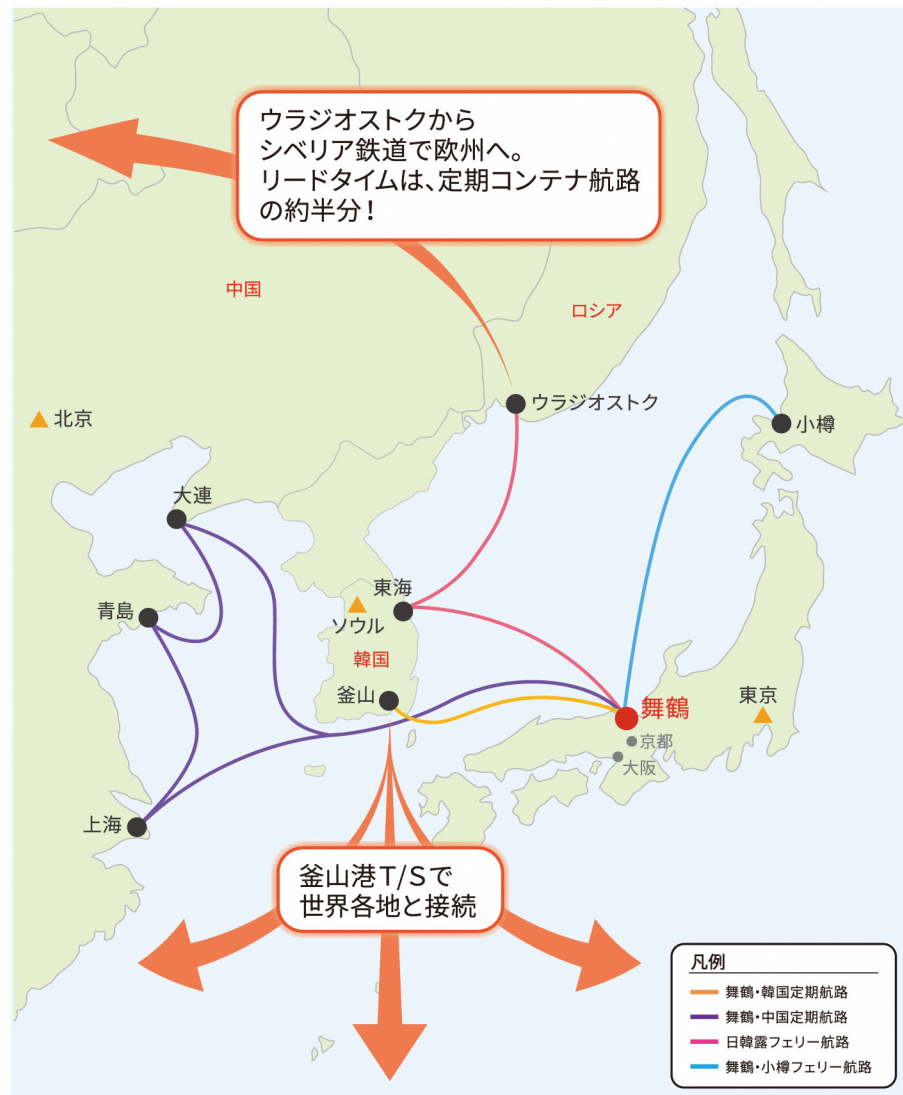 ウラジオストクから
シベリア鉄道で欧州へ。
リードタイムは、定期コンテナ航路
の約半分！
中国
ロシア
ウラジオストク
北京
小樽
大連
東海
青島
ソウル
韓国
釜山
舞鶴
東京
京都
大阪
上海
釜山港T/Sで
世界各地と接続
凡例
舞鶴・韓国定期航路
舞鶴・中国定期航路
日韓露フェリー航路
舞鶴・小樽フェリー航路